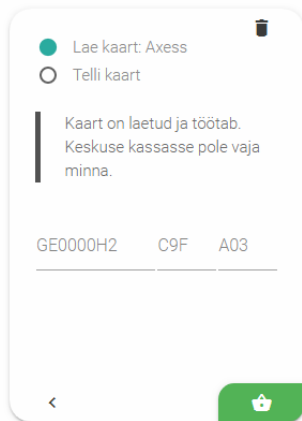 Lae kaart: Axess
Telli kaart
Kaart on laetud ja töötab.
Keskuse kassasse pole vaja
minna.
GE0000H2 C9F A03